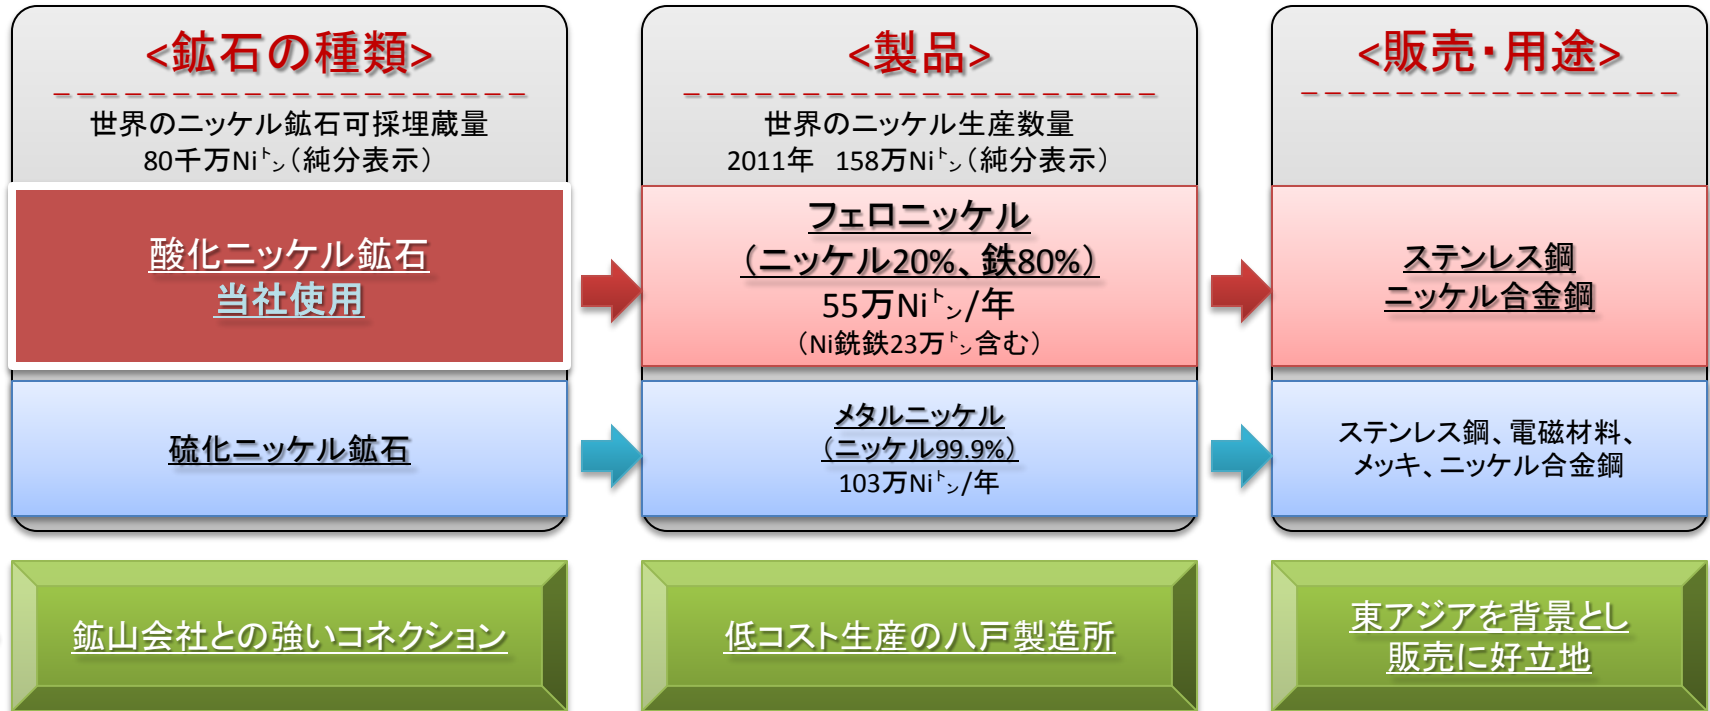 <鉱石の種類>
世界のニッケル鉱石可採埋蔵量
80千万Ni㌧（純分表示）
酸化ニッケル鉱石
当社使用
硫化ニッケル鉱石
<製品>
世界のニッケル生産数量
2011年　158万Ni㌧（純分表示）
フェロニッケル
（ニッケル20%、鉄80%）
55万Ni㌧/年
（Ni銑鉄23万㌧含む）
メタルニッケル
（ニッケル99.9%）
103万Ni㌧/年
<販売・用途>
ステンレス鋼
ニッケル合金鋼
ステンレス鋼、電磁材料、
メッキ、ニッケル合金鋼
鉱山会社との強いコネクション
低コスト生産の八戸製造所
東アジアを背景とし
販売に好立地